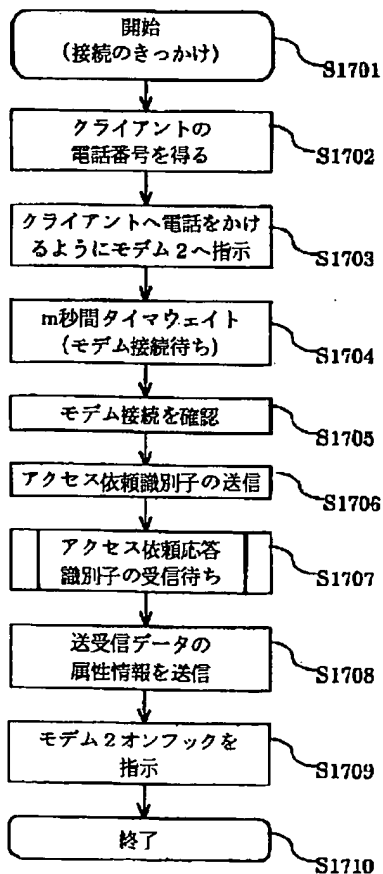 開始
(接続のきっかけ)
S1701
クライアントの
電話番号を得る
S1702
クライアントへ電話をかけ
るようにモデム2へ指示
S1703
m秒間タイマウェイト
(モデム接続待ち)
S1704
モデム接続を確認
S1705
アクセス依頼識別子の送信
S1706
アクセス依頼応答
識別子の受信待ち
S1707
送受信データの
属性情報を送信
S1708
モデム2オンフックを
指示
S1709
終了
S1710